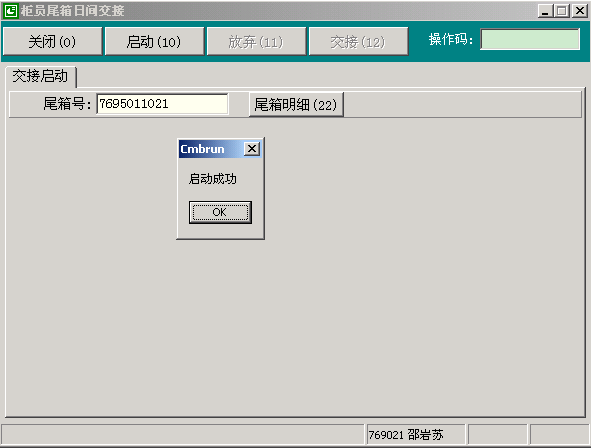 柜员尾箱日间交接
关闭(0) 启动(10) 放弃(11) 交接(12) 操作码:
交接启动
尾箱号: 7695011021 尾箱明细(22)
Cmbrun
启动成功
OK
769021 邵岩苏